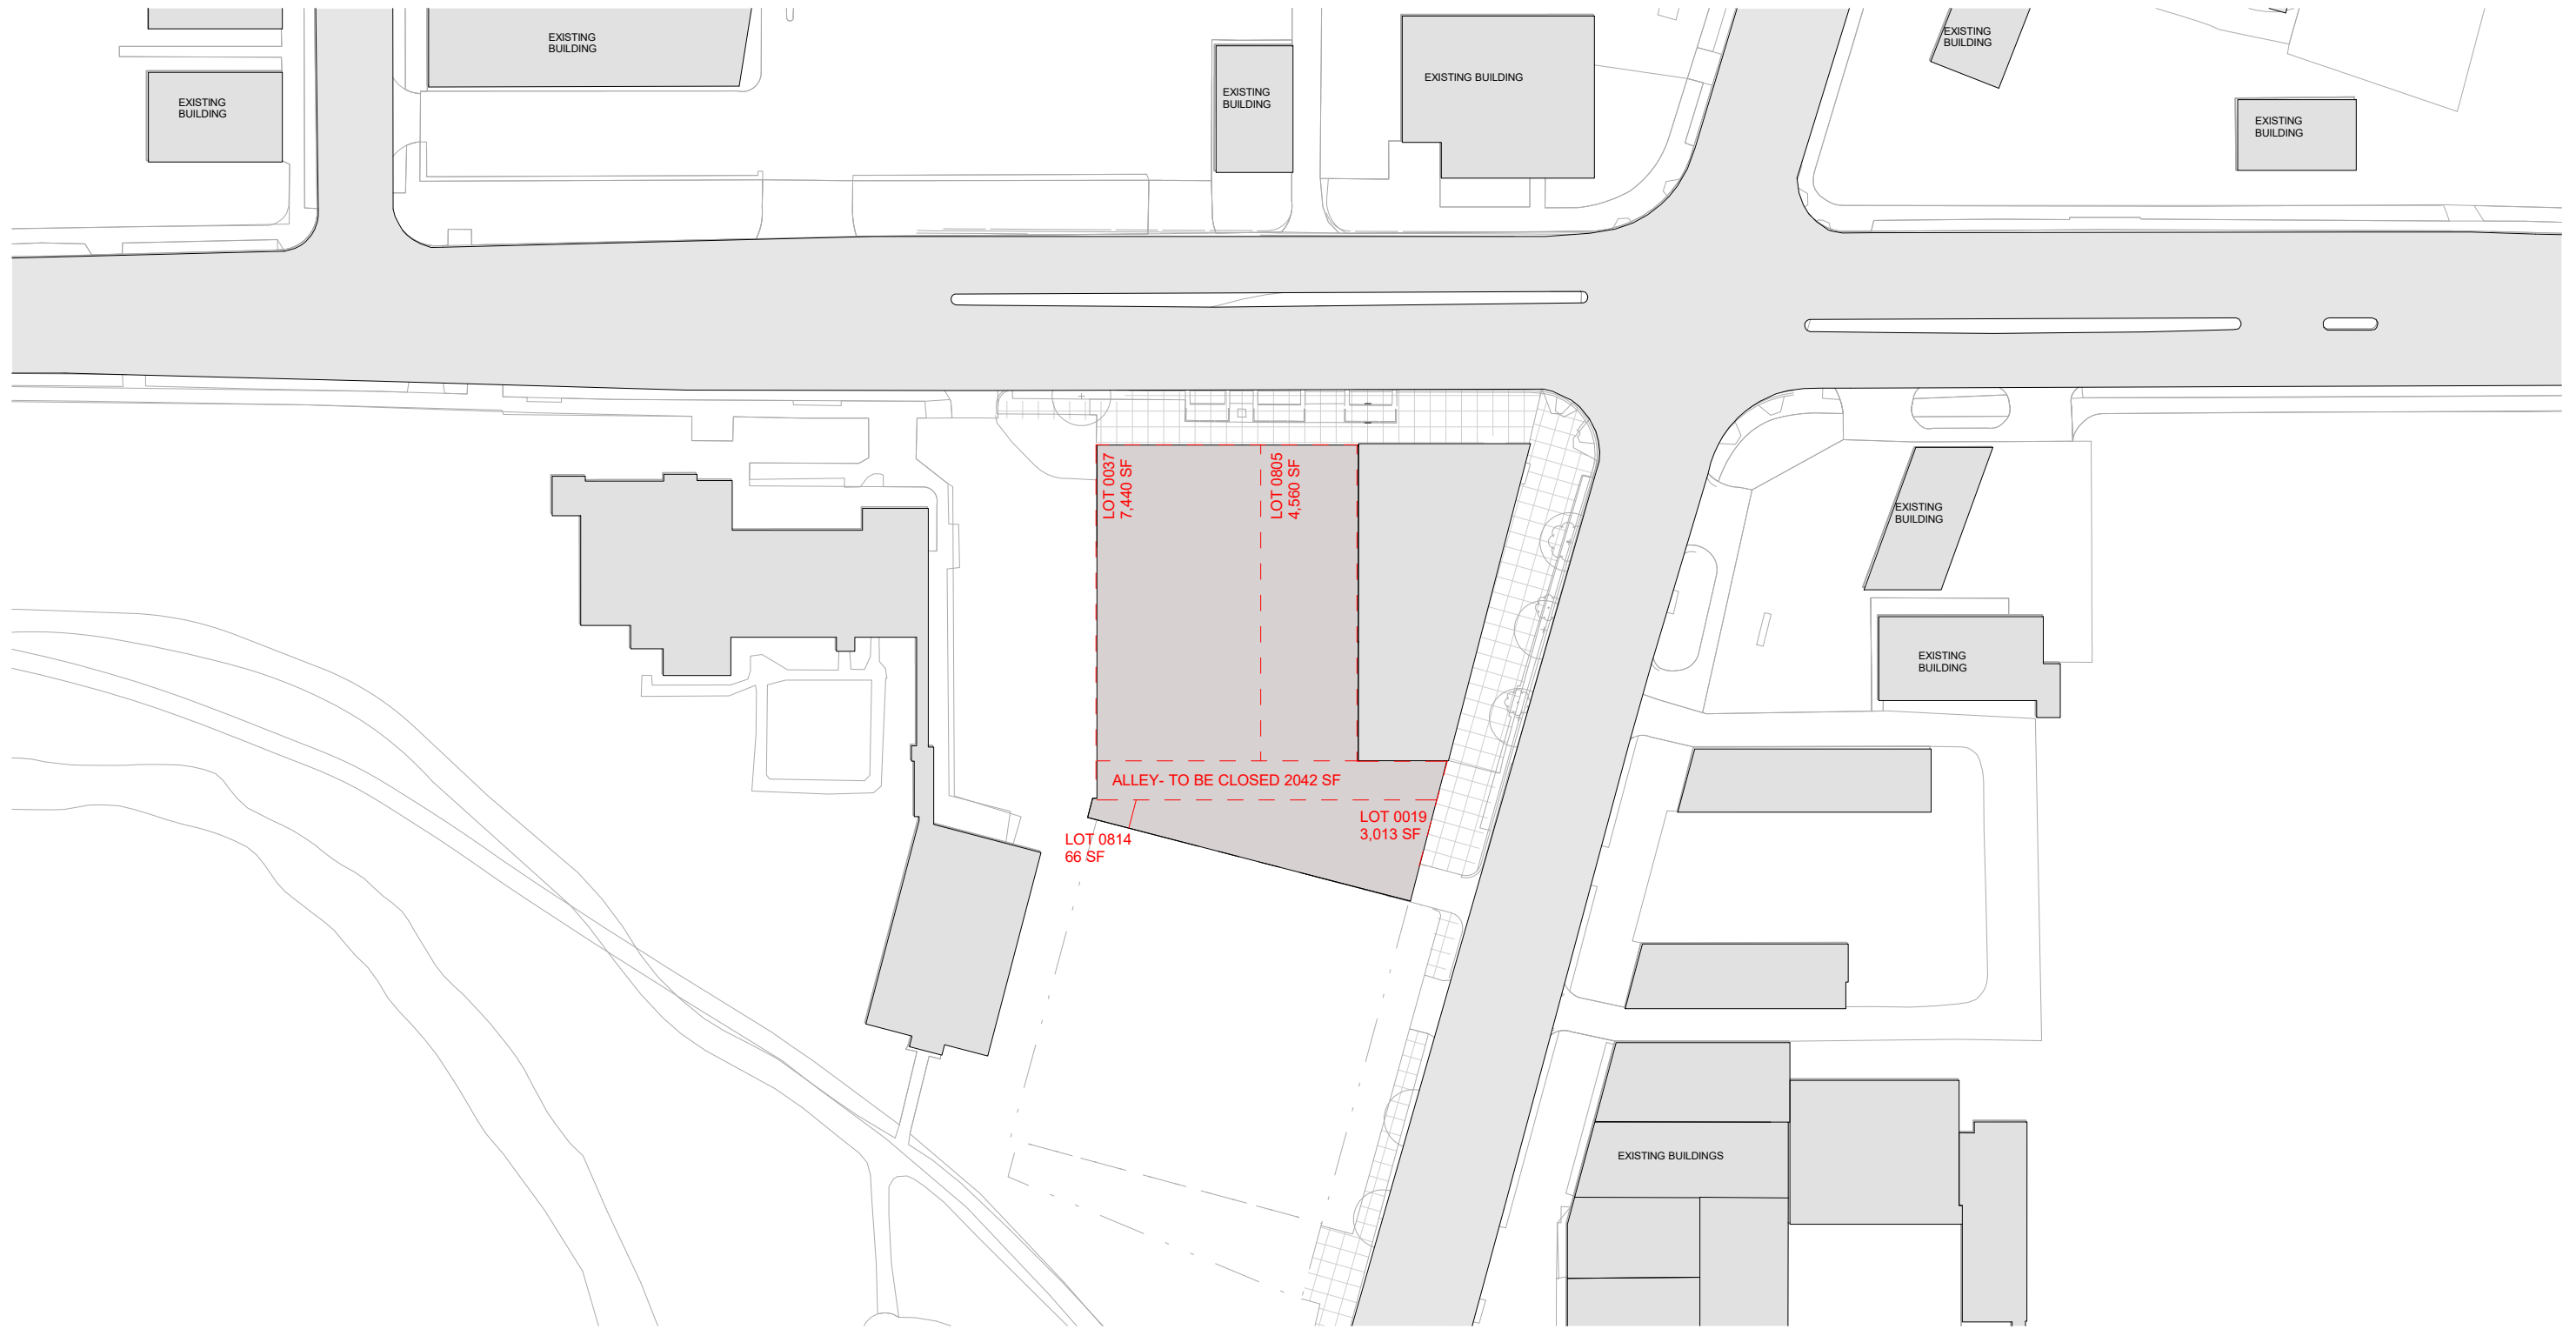 EXISTING
BUILDING
EXISTING
BUILDING
EXISTING
BUILDING
EXISTING BUILDING
EXISTING
BUILDING
EXISTING
BUILDING
LOT 0037
7,440 SF
LOT 0805
4,560 SF
EXISTING
BUILDING
EXISTING
BUILDING
ALLEY- TO BE CLOSED 2042 SF
LOT 0019
3,013 SF
LOT 0814
66 SF
EXISTING BUILDINGS